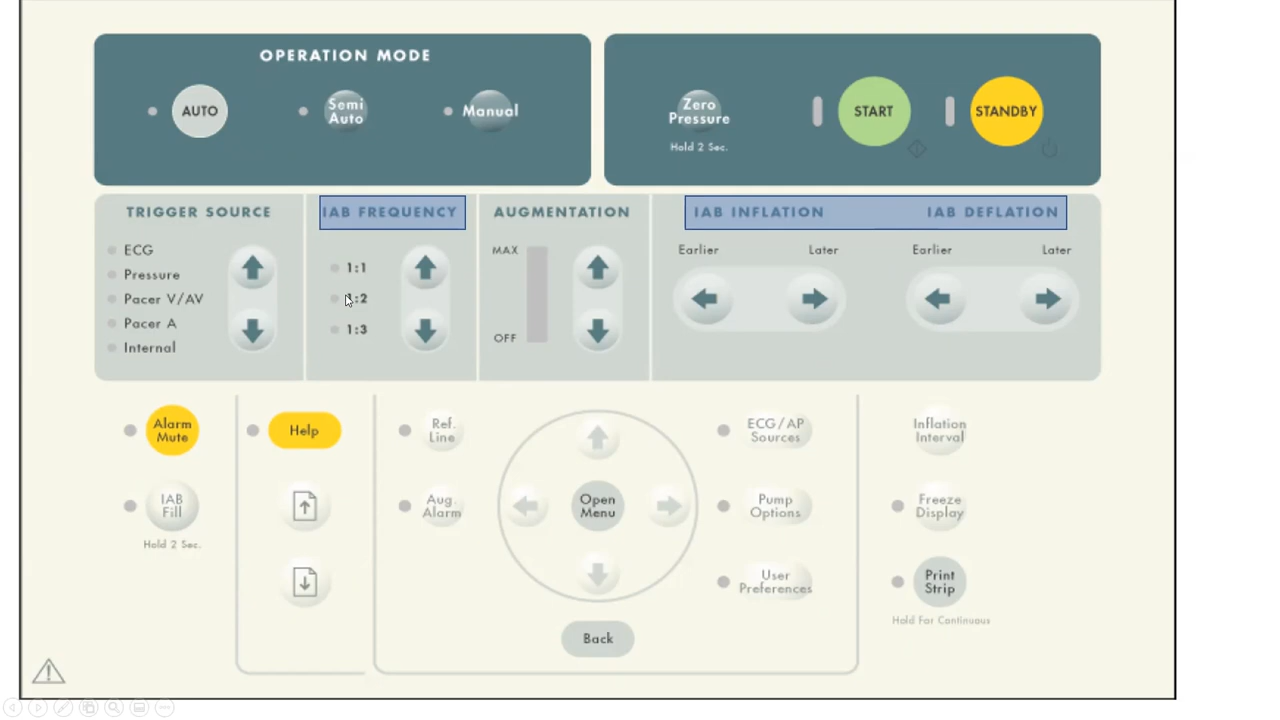 OPERATION MODE
AUTO
Semi
Auto
Manual
Zero
Pressure
Hold 2 Sec.
START
STANDBY
TRIGGER SOURCE
ECG
Pressure
Pacer V/AV
Pacer A
Internal
IAB FREQUENCY
1:1
1:2
1:3
AUGMENTATION
MAX
OFF
IAB INFLATION
Earlier
Later
IAB DEFLATION
Earlier
Later
Alarm
Mute
IAB
Fill
Hold 2 Sec.
Help
Ref.
Line
Aug.
Alarm
Open
Menu
Back
ECG/AP
Sources
Pump
Options
User
Preferences
Inflation
Interval
Freeze
Display
Print
Strip
Hold For Continuous